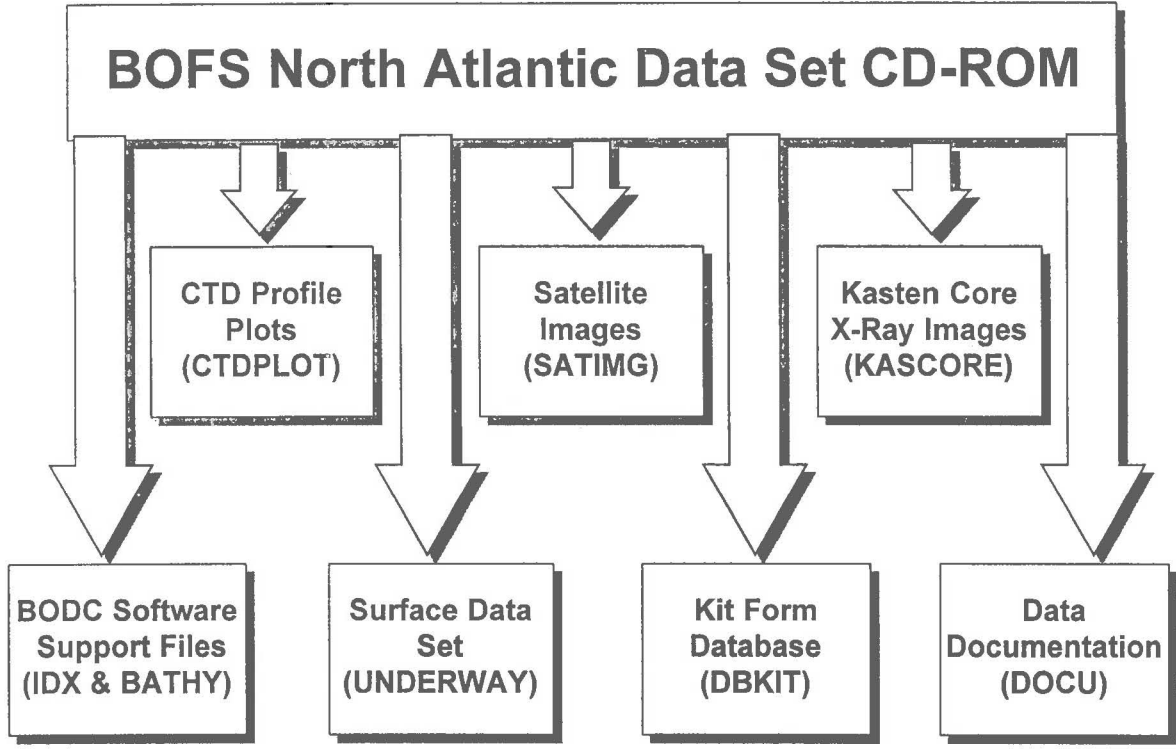 BOFS North Atlantic Data Set CD-ROM
CTD Profile
Plots
(CTDPLOT)
Satellite
Images
(SATIMG)
Kasten Core
X-Ray Images
(KASCORE)
BODC Software
Support Files
(IDX & BATHY)
Surface Data
Set
(UNDERWAY)
Kit Form
Database
(DBKIT)
Data
Documentation
(DOCU)